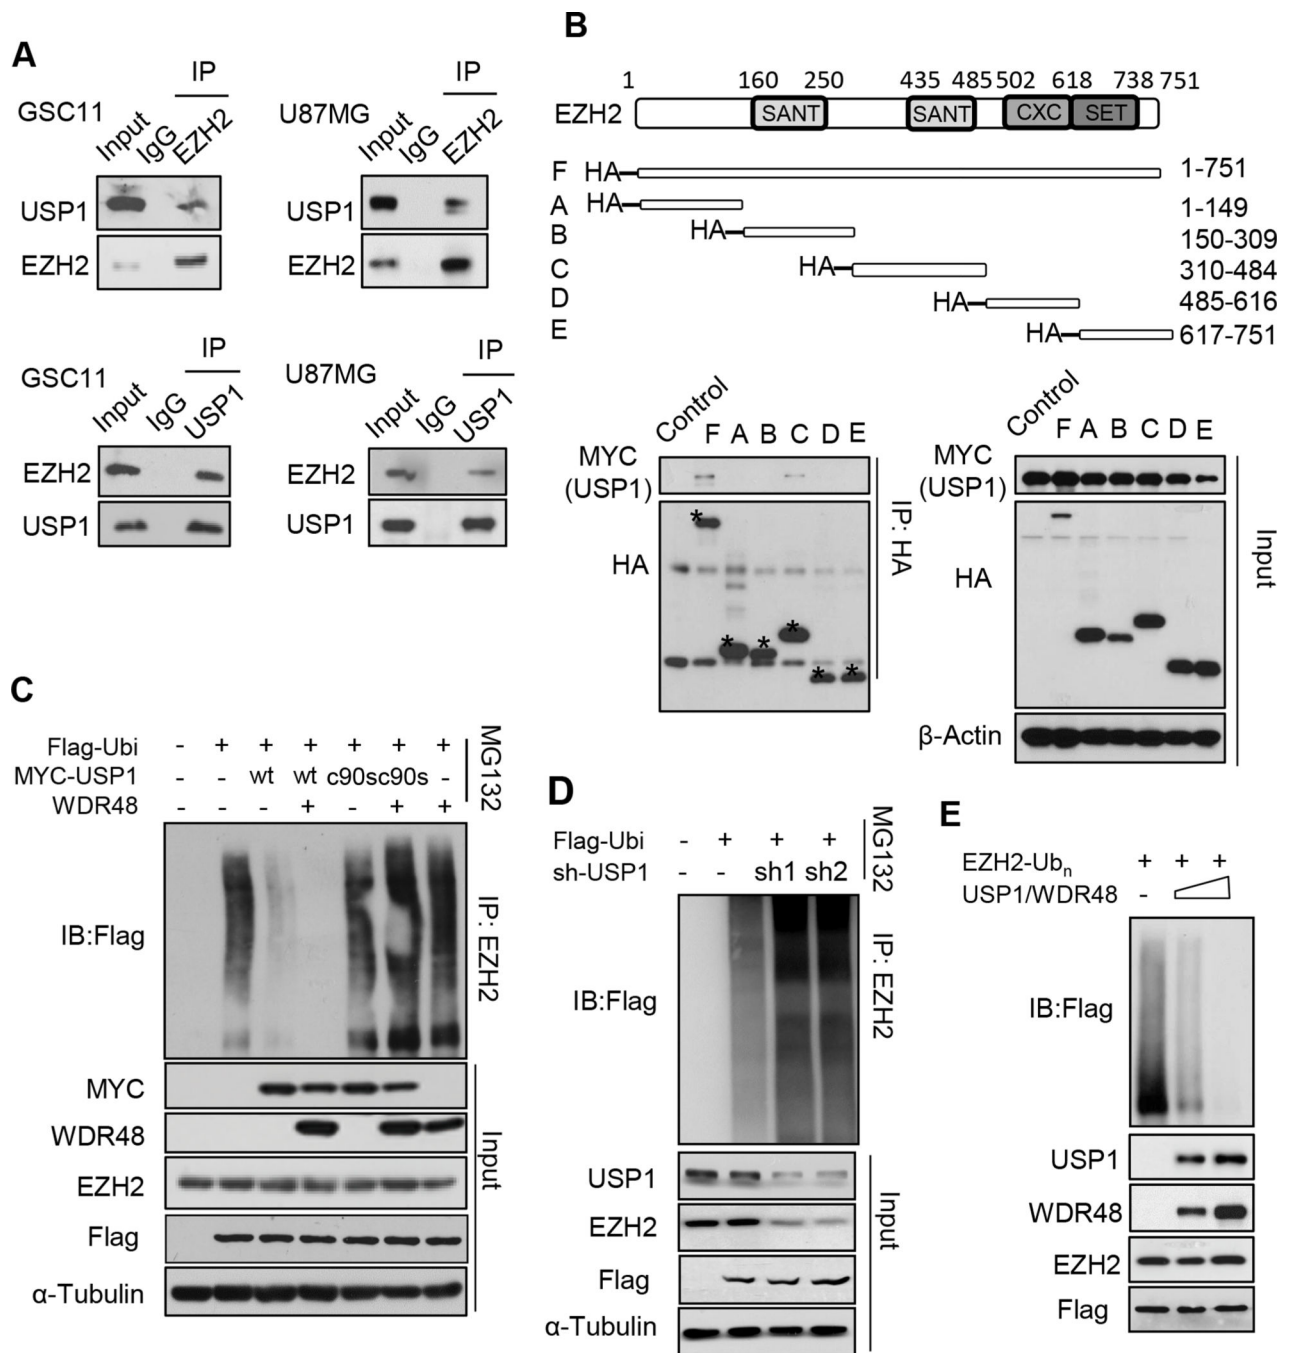 A
GSC11
IP
Input IgG EZH2
USP1
EZH2
U87MG
IP
Input IgG EZH2
USP1
EZH2
GSC11
IP
Input IgG USP1
EZH2
USP1
U87MG
IP
Input IgG USP1
EZH2
USP1
B
1 160 250 435 485 502 618 738 751
EZH2 SANT SANT CXC SET
F HA 1-751
A HA 1-149
B HA 150-309
C HA 310-484
D HA 485-616
E HA 617-751
Control F A B C D E
MYC
(USP1)
HA
* * * * * *
IP: HA
Control F A B C D E
MYC
(USP1)
HA
β-Actin
Input
C
Flag-Ubi - + + + + + +
MYC-USP1 - - wt wt c90s c90s -
WDR48 - - - + - + +
MG132
IB:Flag
IP: EZH2
MYC
WDR48
EZH2
Flag
α-Tubulin
Input
D
Flag-Ubi - + + +
sh-USP1 - - sh1 sh2
MG132
IB:Flag
IP: EZH2
USP1
EZH2
Flag
α-Tubulin
Input
E
EZH2-Ubn + + +
USP1/WDR48 -
IB:Flag
USP1
WDR48
EZH2
Flag